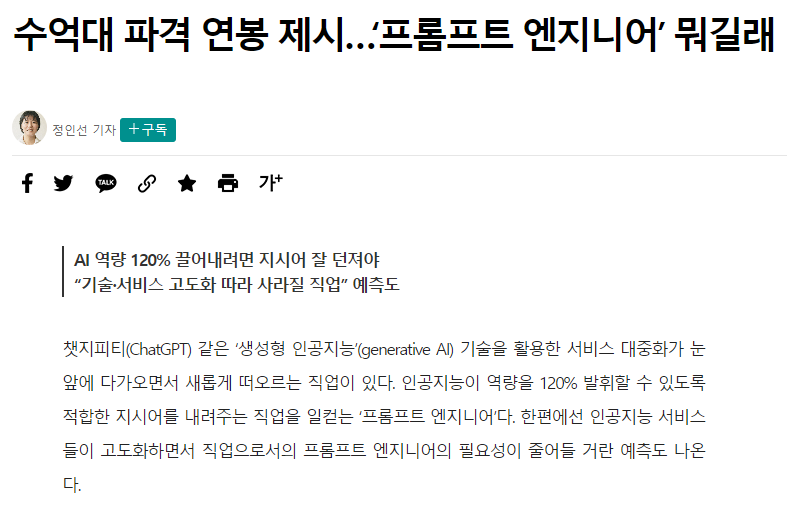 수억대 파격 연봉 제시…‘프롬프트 엔지니어’ 뭐길래
정인선 기자 +구독
TALK 가+
AI 역량 120% 끌어내려면 지시어 잘 던져야
“기술·서비스 고도화 따라 사라질 직업” 예측도
챗지피티(ChatGPT) 같은 ‘생성형 인공지능’(generative AI) 기술을 활용한 서비스 대중화가 눈
앞에 다가오면서 새롭게 떠오르는 직업이 있다. 인공지능이 역량을 120% 발휘할 수 있도록
적합한 지시어를 내려주는 직업을 일컫는 ‘프롬프트 엔지니어’다. 한편에선 인공지능 서비스
들이 고도화하면서 직업으로서의 프롬프트 엔지니어의 필요성이 줄어들 거란 예측도 나온
다.